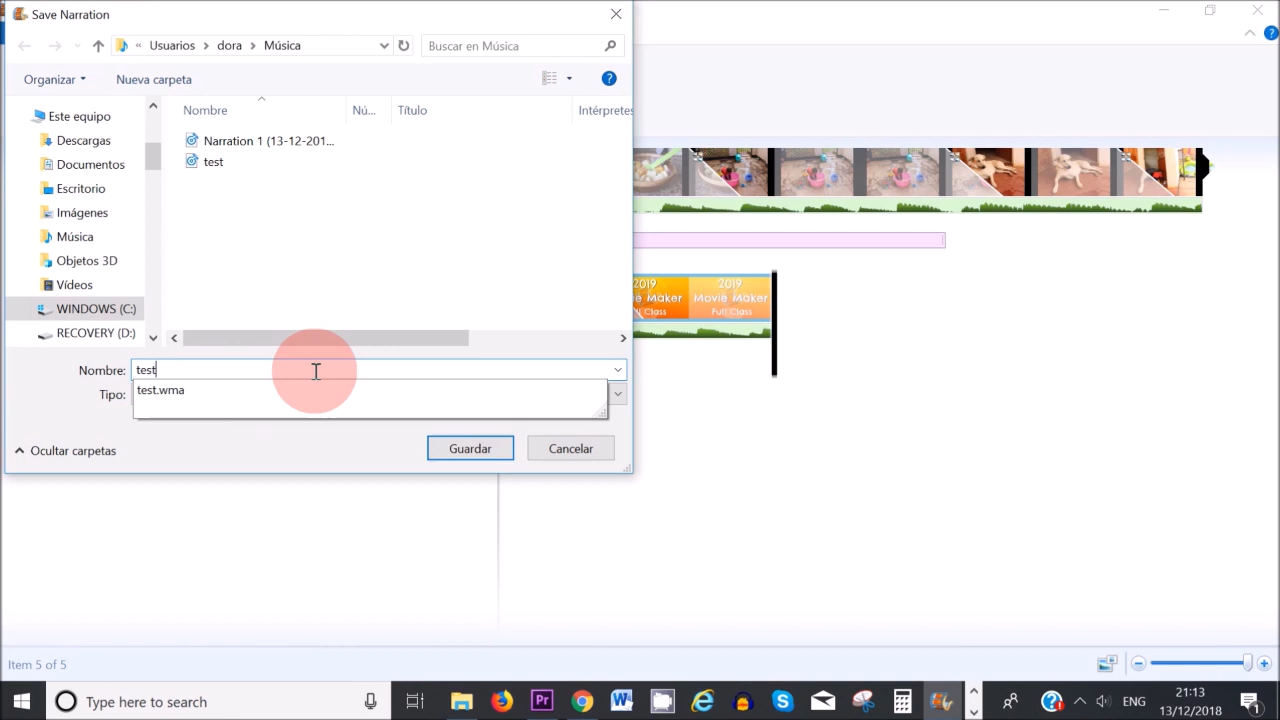 Save Narration
« Usuarios > dora > Música
Buscar en Música
Organizar
Nueva carpeta
Nombre
Nú...
Título
Intérpretes
Este equipo
Descargas
Documentos
Escritorio
Imágenes
Música
Objetos 3D
Vídeos
WINDOWS (C:)
RECOVERY (D:)
Narration 1 (13-12-201...
test
Nombre: test
test.wma
Tipo:
Ocultar carpetas
Guardar
Cancelar
2019
Maker
Class
2019
Movie Maker
Full Class
Item 5 of 5
Type here to search
Pr
ENG
21:13
13/12/2018
1